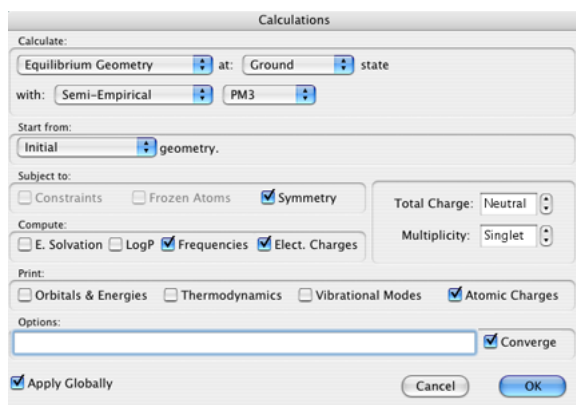 Calculations
Calculate:
Equilibrium Geometry at: Ground state
with: Semi-Empirical PM3
Start from:
Initial geometry.
Subject to:
Constraints Frozen Atoms Symmetry
Total Charge: Neutral
Multiplicity: Singlet
Compute:
E. Solvation LogP Frequencies Elect. Charges
Print:
Orbitals & Energies Thermodynamics Vibrational Modes Atomic Charges
Options:
Converge
Apply Globally Cancel OK